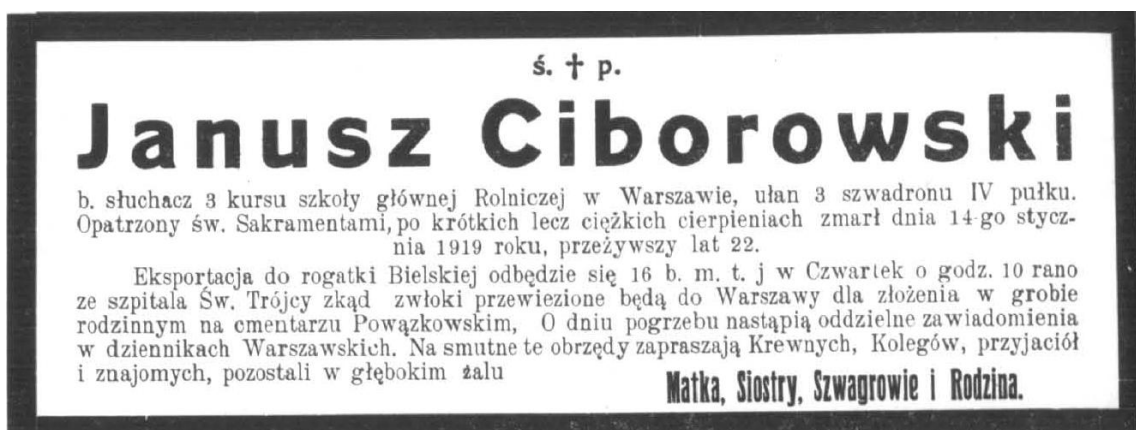 ś. † p.
Janusz Ciborowski
b. słuchacz 3 kursu szkoły głównej Rolniczej w Warszawie, ułan 3 szwadronu IV pułku.
Opatrzony św. Sakramentami, po krótkich lecz ciężkich cierpieniach zmarł dnia 14-go stycz-
nia 1919 roku, przeżywszy lat 22.
Eksportacja do rogatki Bielskiej odbędzie się 16 b. m. t. j w Czwartek o godz. 10 rano
ze szpitala Św. Trójcy zkąd zwłoki przewiezione będą do Warszawy dla złożenia w grobie
rodzinnym na cmentarzu Powązkowskim, O dniu pogrzebu nastąpią oddzielne zawiadomienia
w dziennikach Warszawskich. Na smutne te obrzędy zapraszają Krewnych, Kolegów, przyjaciół
i znajomych, pozostali w głębokim żalu
Matka, Siostry, Szwagrowie i Rodzina.